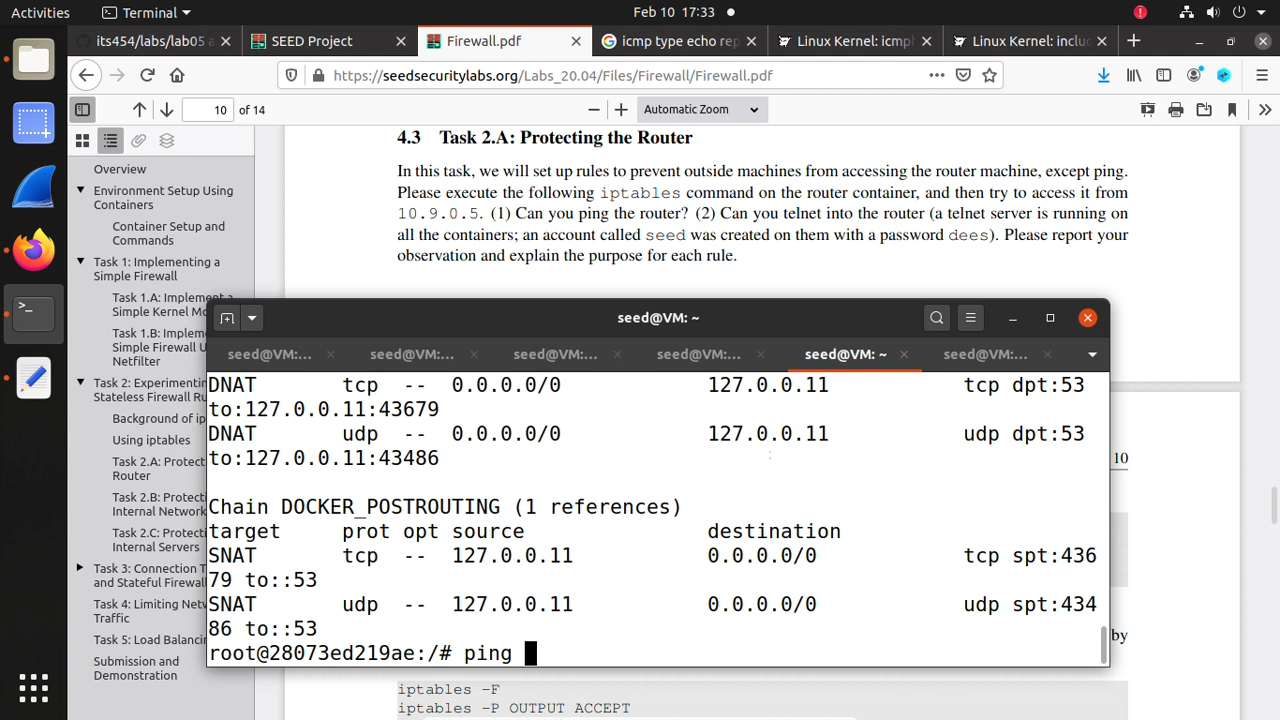 Activities
Terminal
Feb 10 17:33
its454/labs/lab05 a
SEED Project
Firewall.pdf
icmp type echo rep
Linux Kernel: icmph
Linux Kernel: includ
https://seedsecuritylabs.org/Labs_20.04/Files/Firewall/Firewall.pdf
10 of 14
Automatic Zoom
Overview
Environment Setup Using
Containers
Container Setup and
Commands
Task 1: Implementing a
Simple Firewall
Task 1.A: Implement a
Simple Kernel Mo
Task 1.B: Impleme
Simple Firewall U
Netfilter
Task 2: Experimenting
Stateless Firewall Ru
Background of ip
Using iptables
Task 2.A: Protect
Router
Task 2.B: Protecti
Internal Network
Task 2.C: Protecti
Internal Servers
Task 3: Connection T
and Stateful Firewall
Task 4: Limiting Netw
Traffic
Task 5: Load Balancin
Submission and
Demonstration
4.3 Task 2.A: Protecting the Router
In this task, we will set up rules to prevent outside machines from accessing the router machine, except ping.
Please execute the following iptables command on the router container, and then try to access it from
10.9.0.5. (1) Can you ping the router? (2) Can you telnet into the router (a telnet server is running on
all the containers; an account called seed was created on them with a password dees). Please report your
observation and explain the purpose for each rule.
10
by
iptables -F
iptables -P OUTPUT ACCEPT
seed@VM: ~
seed@VM:...
seed@VM:...
seed@VM:...
seed@VM:...
seed@VM: ~
seed@VM:...
DNAT tcp -- 0.0.0.0/0 127.0.0.11 tcp dpt:53
to:127.0.0.11:43679
DNAT udp -- 0.0.0.0/0 127.0.0.11 udp dpt:53
to:127.0.0.11:43486
Chain DOCKER_POSTROUTING (1 references)
target prot opt source destination
SNAT tcp -- 127.0.0.11 0.0.0.0/0 tcp spt:436
79 to::53
SNAT udp -- 127.0.0.11 0.0.0.0/0 udp spt:434
86 to::53
root@28073ed219ae:/# ping